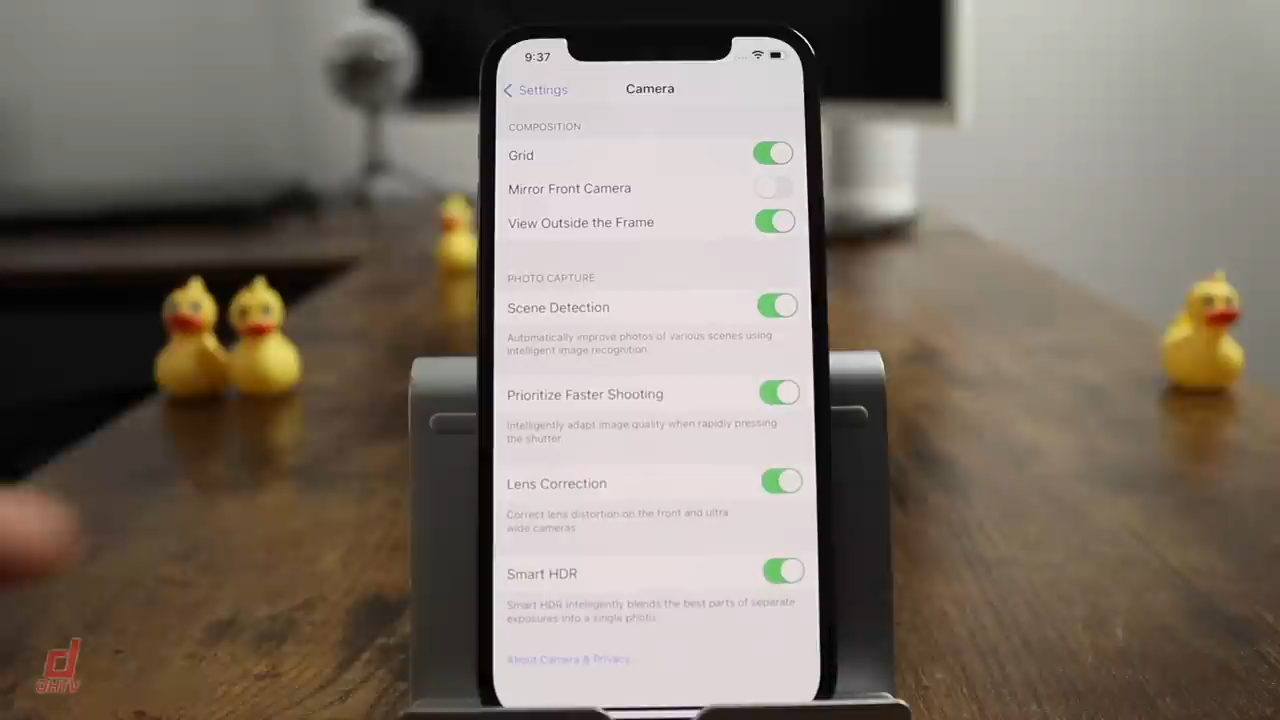 9:37
Settings
Camera
COMPOSITION
Grid
Mirror Front Camera
View Outside the Frame
PHOTO CAPTURE
Scene Detection
Automatically improve photos of various scenes using
intelligent image recognition.
Prioritize Faster Shooting
Intelligently adapt image quality when rapidly pressing
the shutter.
Lens Correction
Correct lens distortion on the front and ultra
wide cameras.
Smart HDR
Smart HDR intelligently blends the best parts of separate
exposures into a single photo.
About Camera & Privacy...
d
JHTV